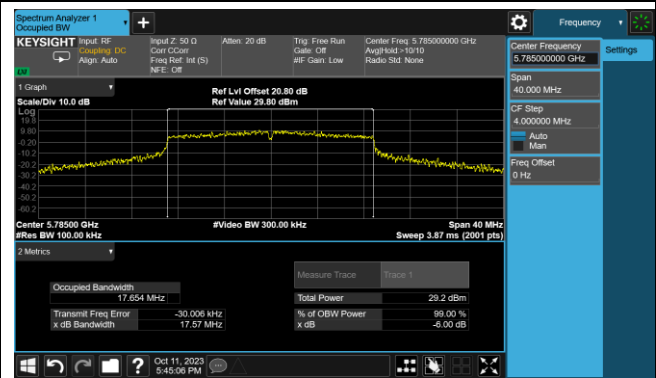 Spectrum Analyzer 1
Occupied BW
Frequency
KEYSIGHT Input: RF Input Z: 50 Ω Atten: 20 dB Trig: Free Run Center Freq: 5.785000000 GHz
Coupling: DC Corr CCorr Gate: Off Avg|Hold:>10/10
Align: Auto Freq Ref: Int (S) #IF Gain: Low Radio Std: None
NFE: Off
Center Frequency
5.785000000 GHz
Settings
Span
40.000 MHz
CF Step
4.000000 MHz
Auto
Man
Freq Offset
0 Hz
1 Graph
Ref Lvl Offset 20.80 dB
Scale/Div 10.0 dB Ref Value 29.80 dBm
Log
19.8
9.80
-0.20
-10.2
-20.2
-30.2
-40.2
-50.2
-60.2
Center 5.78500 GHz #Video BW 300.00 kHz Span 40 MHz
#Res BW 100.00 kHz Sweep 3.87 ms (2001 pts)
2 Metrics
Measure Trace Trace 1
Occupied Bandwidth
17.654 MHz Total Power 29.2 dBm
Transmit Freq Error -30.006 kHz % of OBW Power 99.00 %
x dB Bandwidth 17.57 MHz x dB -6.00 dB
Oct 11, 2023
5:45:06 PM